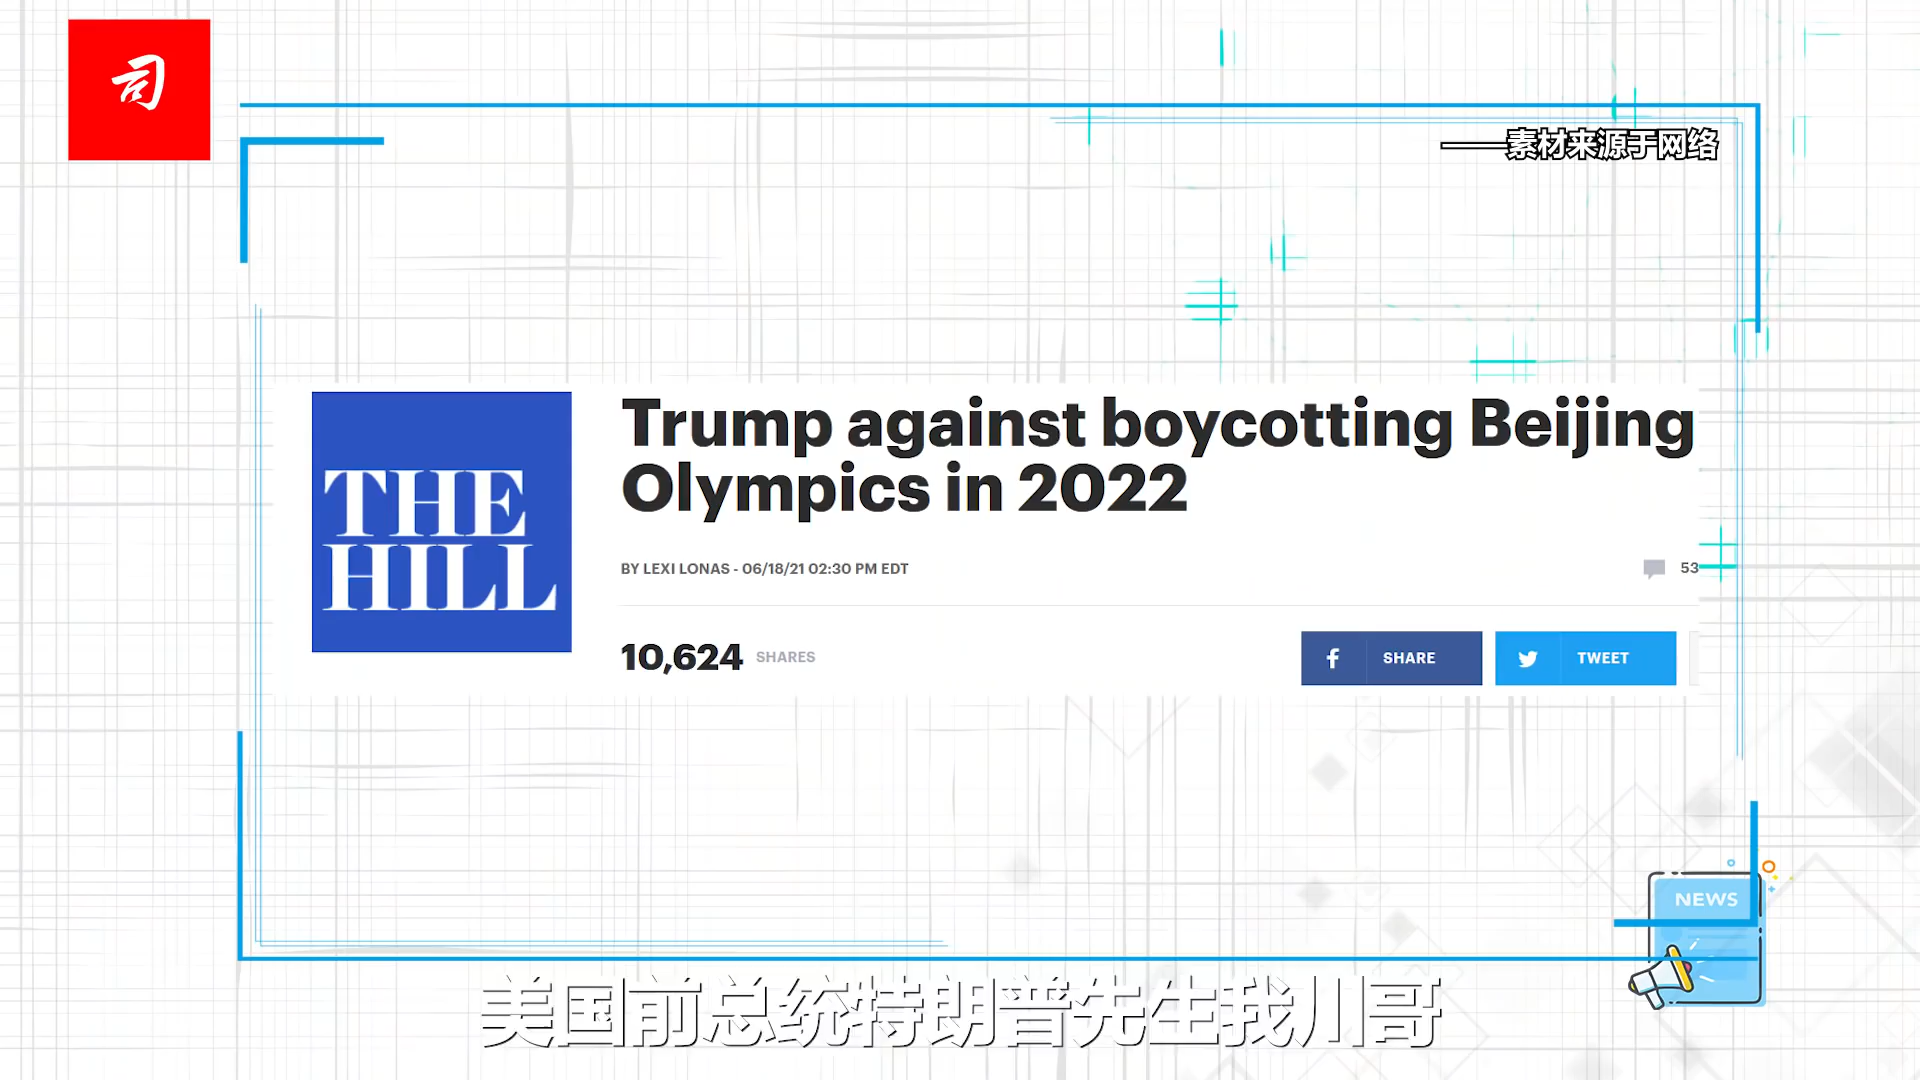 司
——素材来源于网络
THE
HILL
Trump against boycotting Beijing
Olympics in 2022
BY LEXI LONAS - 06/18/21 02:30 PM EDT
53
10,624 SHARES
SHARE
TWEET
NEWS
美国前总统特朗普先生我川哥